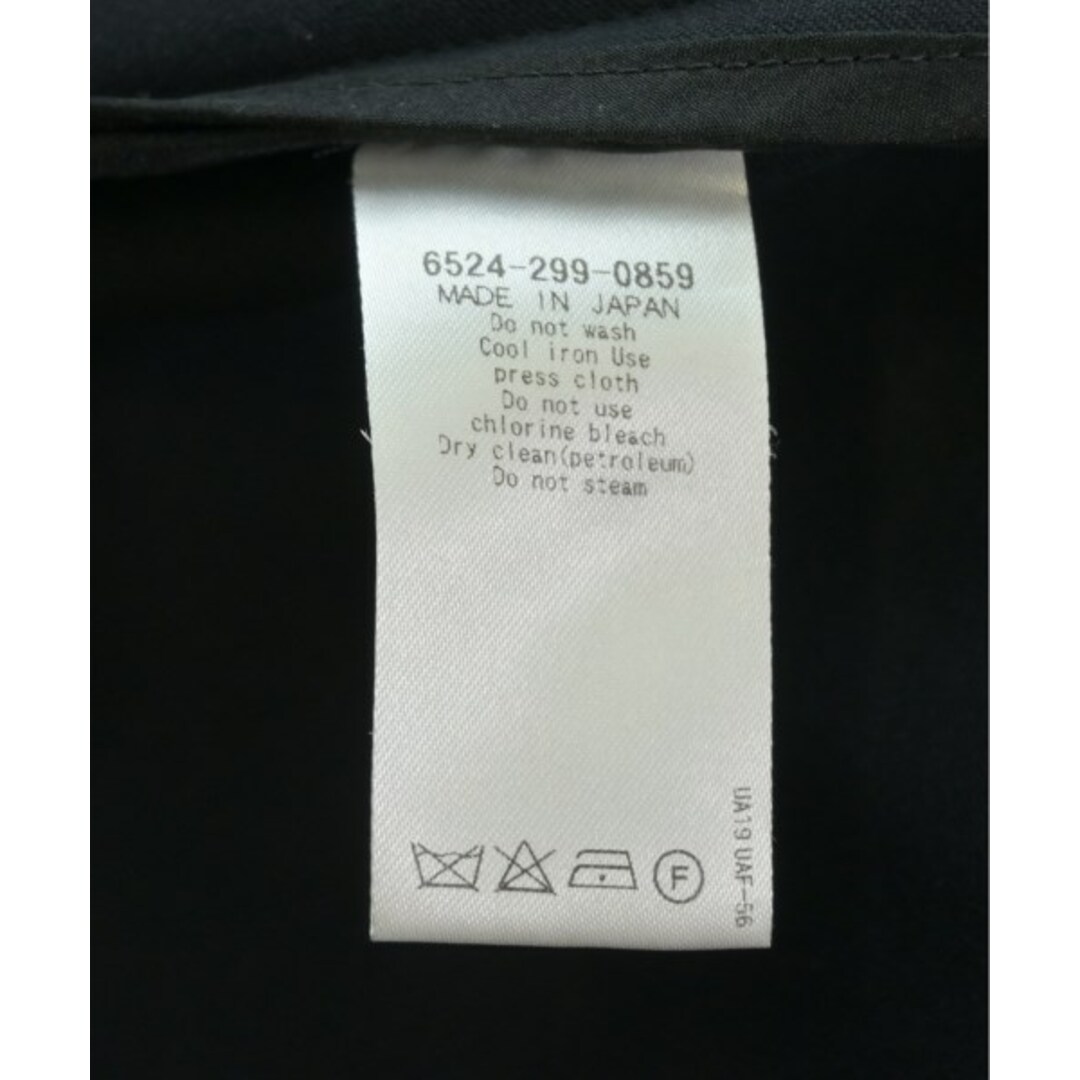 6524-299-0859
MADE IN JAPAN
Do not wash
Cool iron Use
press cloth
Do not use
chlorine bleach
Dry clean(petroleum)
Do not steam
F
UA19 UAF-56